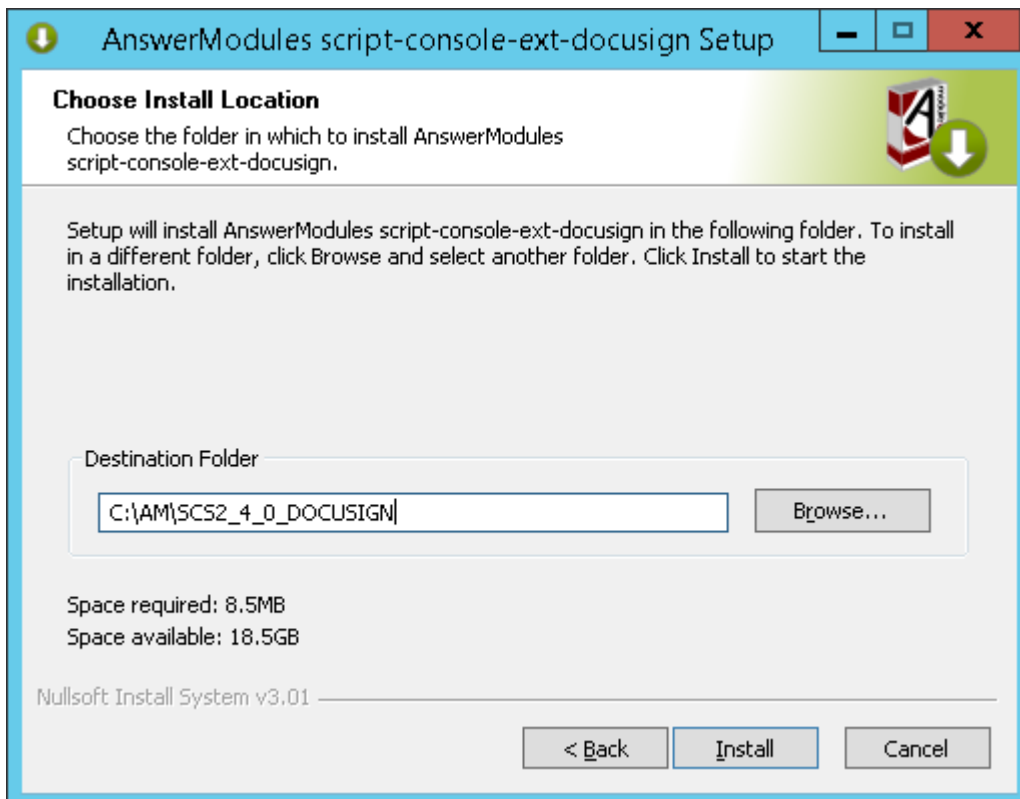 AnswerModules script-console-ext-docusign Setup
Choose Install Location
Choose the folder in which to install AnswerModules
script-console-ext-docusign.
Setup will install AnswerModules script-console-ext-docusign in the following folder. To install
in a different folder, click Browse and select another folder. Click Install to start the
installation.
Destination Folder
C:\AM\SCS2_4_0_DOCUSIGN
Browse...
Space required: 8.5MB
Space available: 18.5GB
Nullsoft Install System v3.01
< Back
Install
Cancel